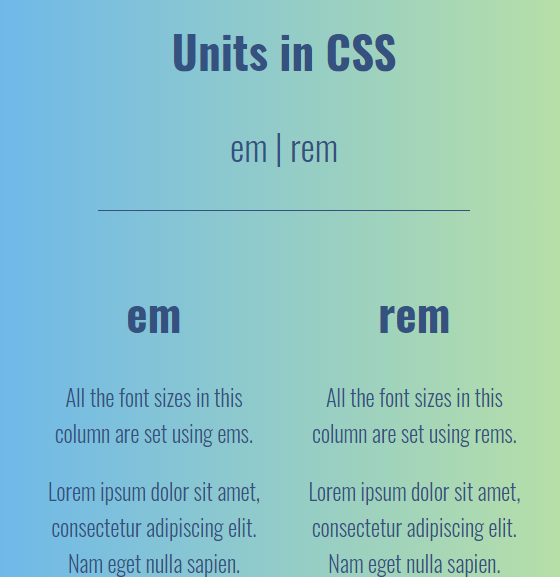 Units in CSS
em | rem
em
All the font sizes in this
column are set using ems.
Lorem ipsum dolor sit amet,
consectetur adipiscing elit.
Nam eget nulla sapien.
rem
All the font sizes in this
column are set using rems.
Lorem ipsum dolor sit amet,
consectetur adipiscing elit.
Nam eget nulla sapien.